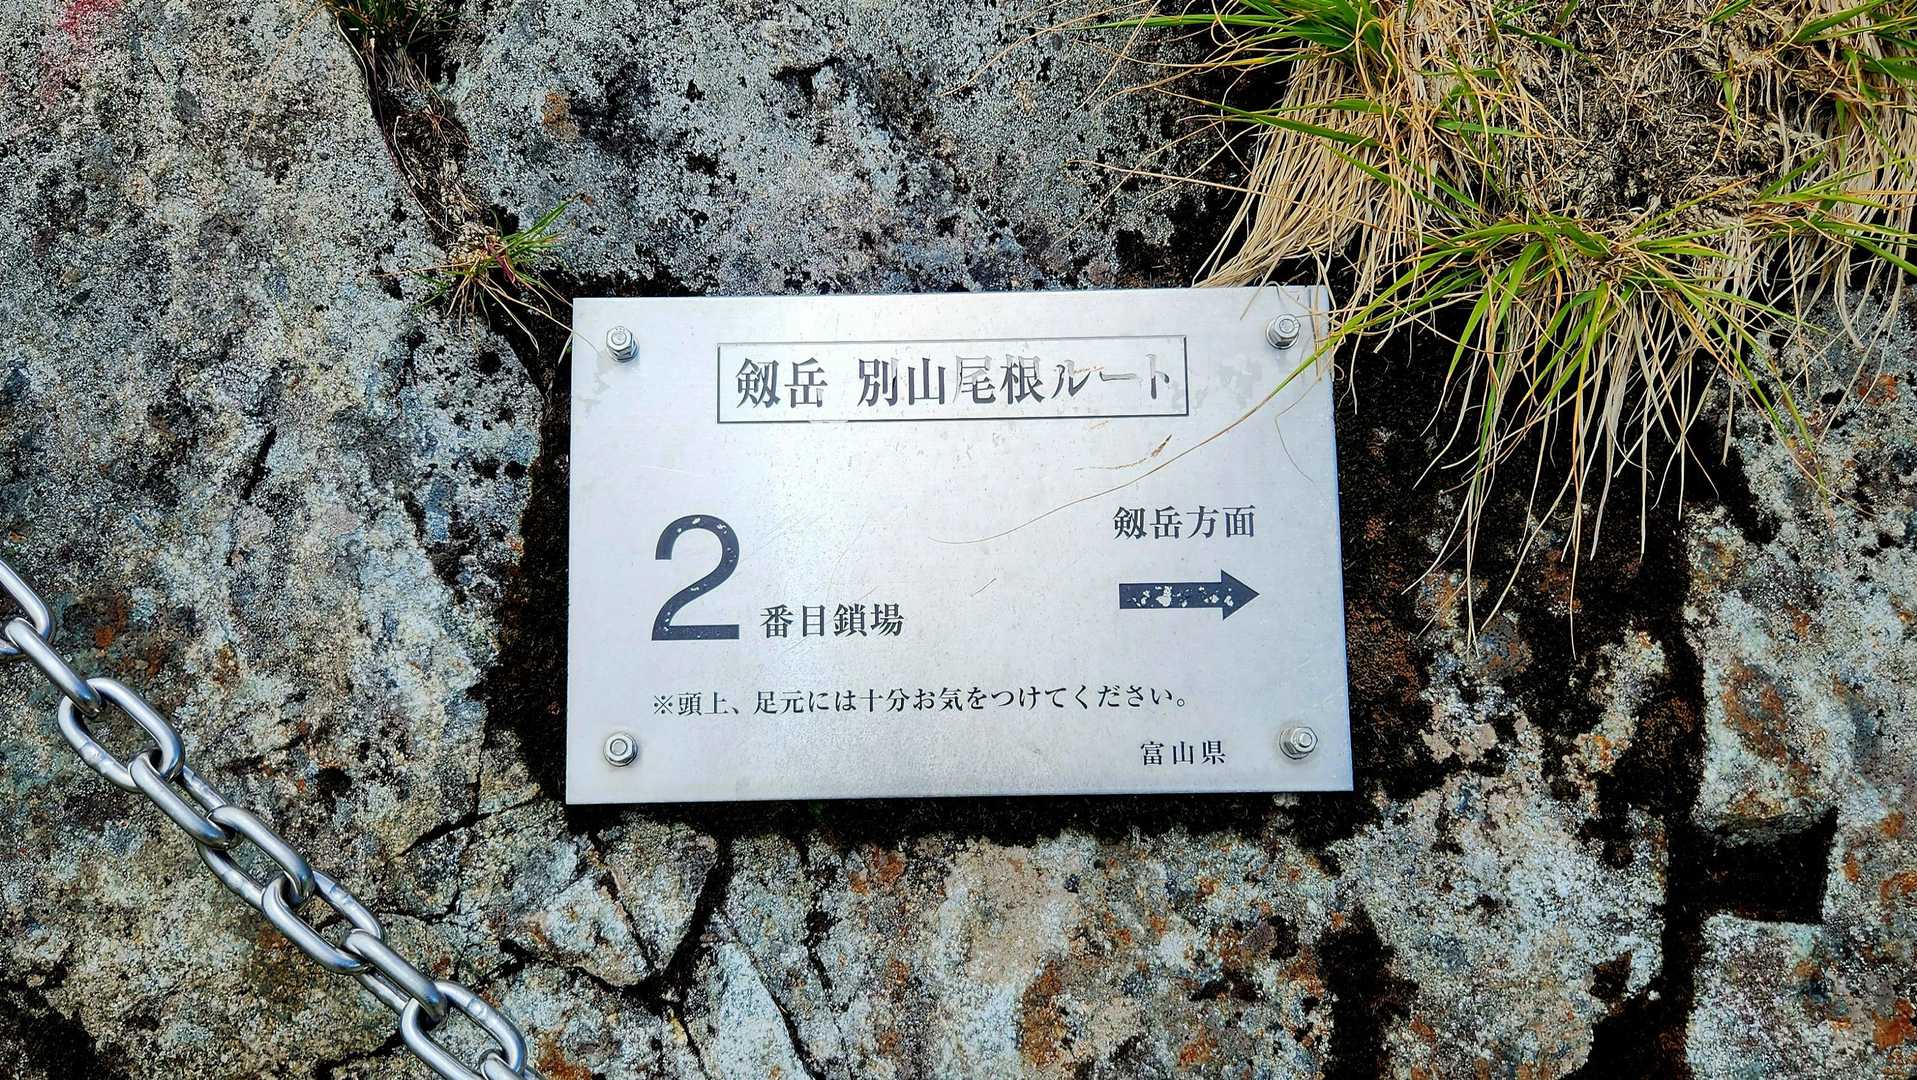 剱岳 別山尾根ルート
剱岳方面
2番目鎖場
※頭上、足元には十分お気をつけてください。
富山県